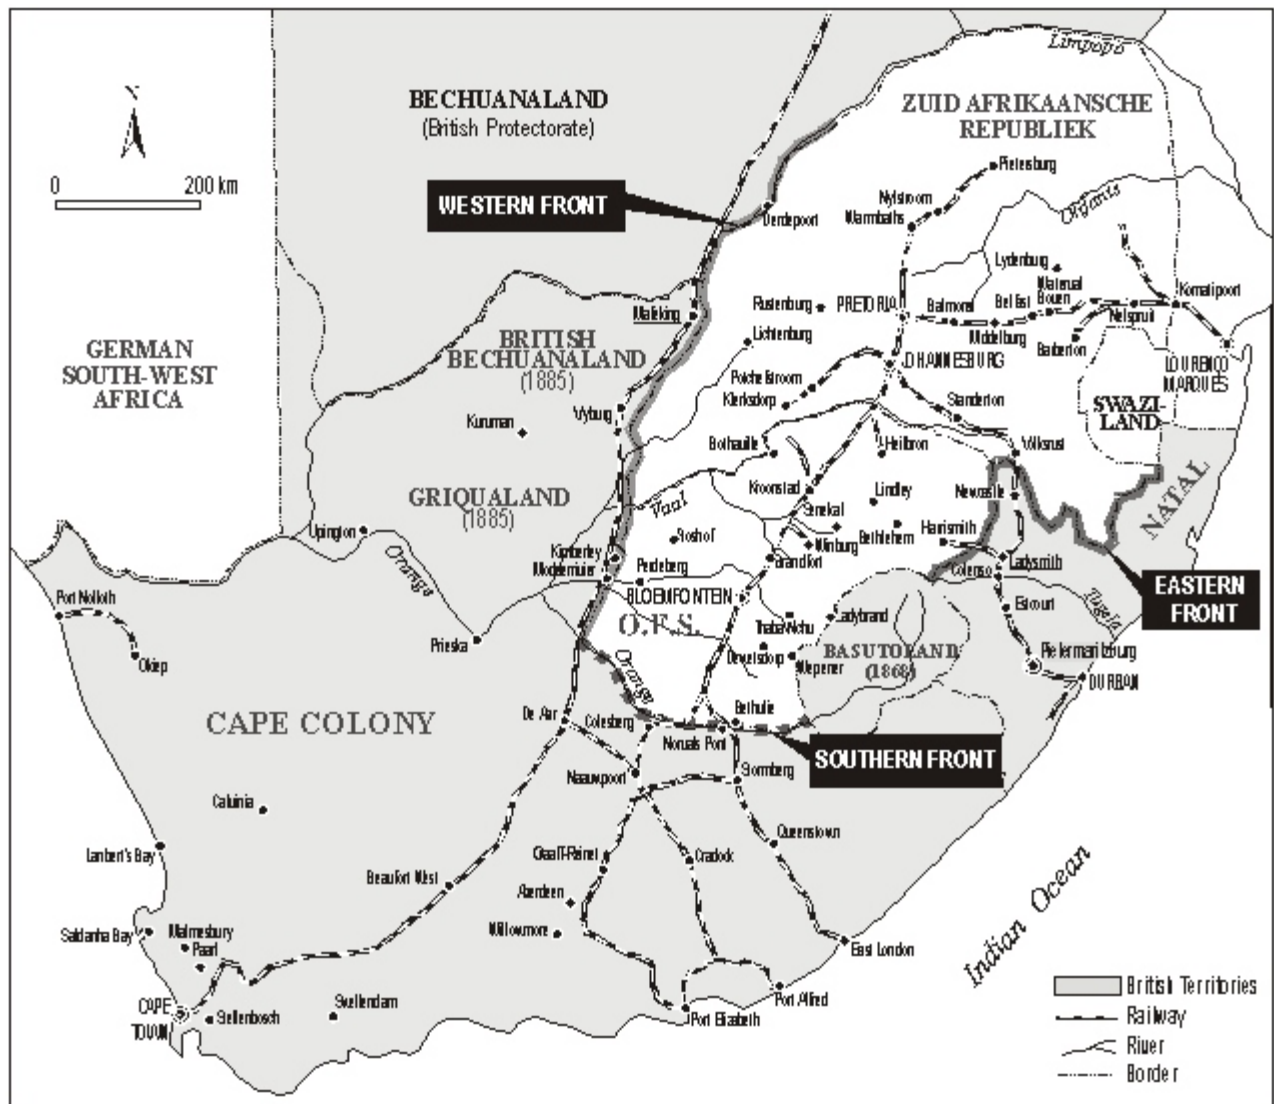 Limpopo
N
BECHUANALAND
(British Protectorate)
ZUID AFRIKAANSCHE
REPUBLIEK
0 200 km
Pietersburg
WESTERN FRONT
Nylstroom
Warmbaths
Olifants
Derdepoort
Lydenburg
Waterval
Boven
Komatipoort
Rustenburg
PRETORIA
Balmoral
Belfast
Nelspruit
Mafeking
Middelburg
Barberton
Lichtenburg
BRITISH
BECHUANALAND
(1885)
GERMAN
SOUTH-WEST
AFRICA
JOHANNESBURG
LOURENCO
MARQUES
Potchefstroom
Klerksdorp
Standerton
SWAZI-
LAND
Vryburg
Kuruman
Bothaville
Heilbron
Volksrust
GRIQUALAND
(1885)
Vaal
Kroonstad
Lindley
Newcastle
NATAL
Senekal
Upington
Boshof
Winburg
Bethlehem
Harrismith
Orange
Kimberley
Modderrivier
Perdeberg
Brandfort
Ladysmith
Colenso
EASTERN
FRONT
Port Nolloth
BLOEMFONTEIN
Estcourt
Tugela
O.F.S.
Thaba Nchu
Ladybrand
Prieska
Okiep
Orange
Dewetsdorp
Wepener
BASUTOLAND
(1868)
Pietermaritzburg
DURBAN
CAPE COLONY
De Aar
Colesberg
Bethulie
Norvals Pont
SOUTHERN FRONT
Naauwpoort
Stormberg
Calvinia
Queenstown
Lambert's Bay
Graaff-Reinet
Cradock
Beaufort West
Aberdeen
Willowmore
Saldanha Bay
Malmesbury
Paarl
East London
Indian Ocean
CAPE
TOWN
Stellenbosch
Swellendam
Port Alfred
Port Elizabeth
British Territories
Railway
River
Border